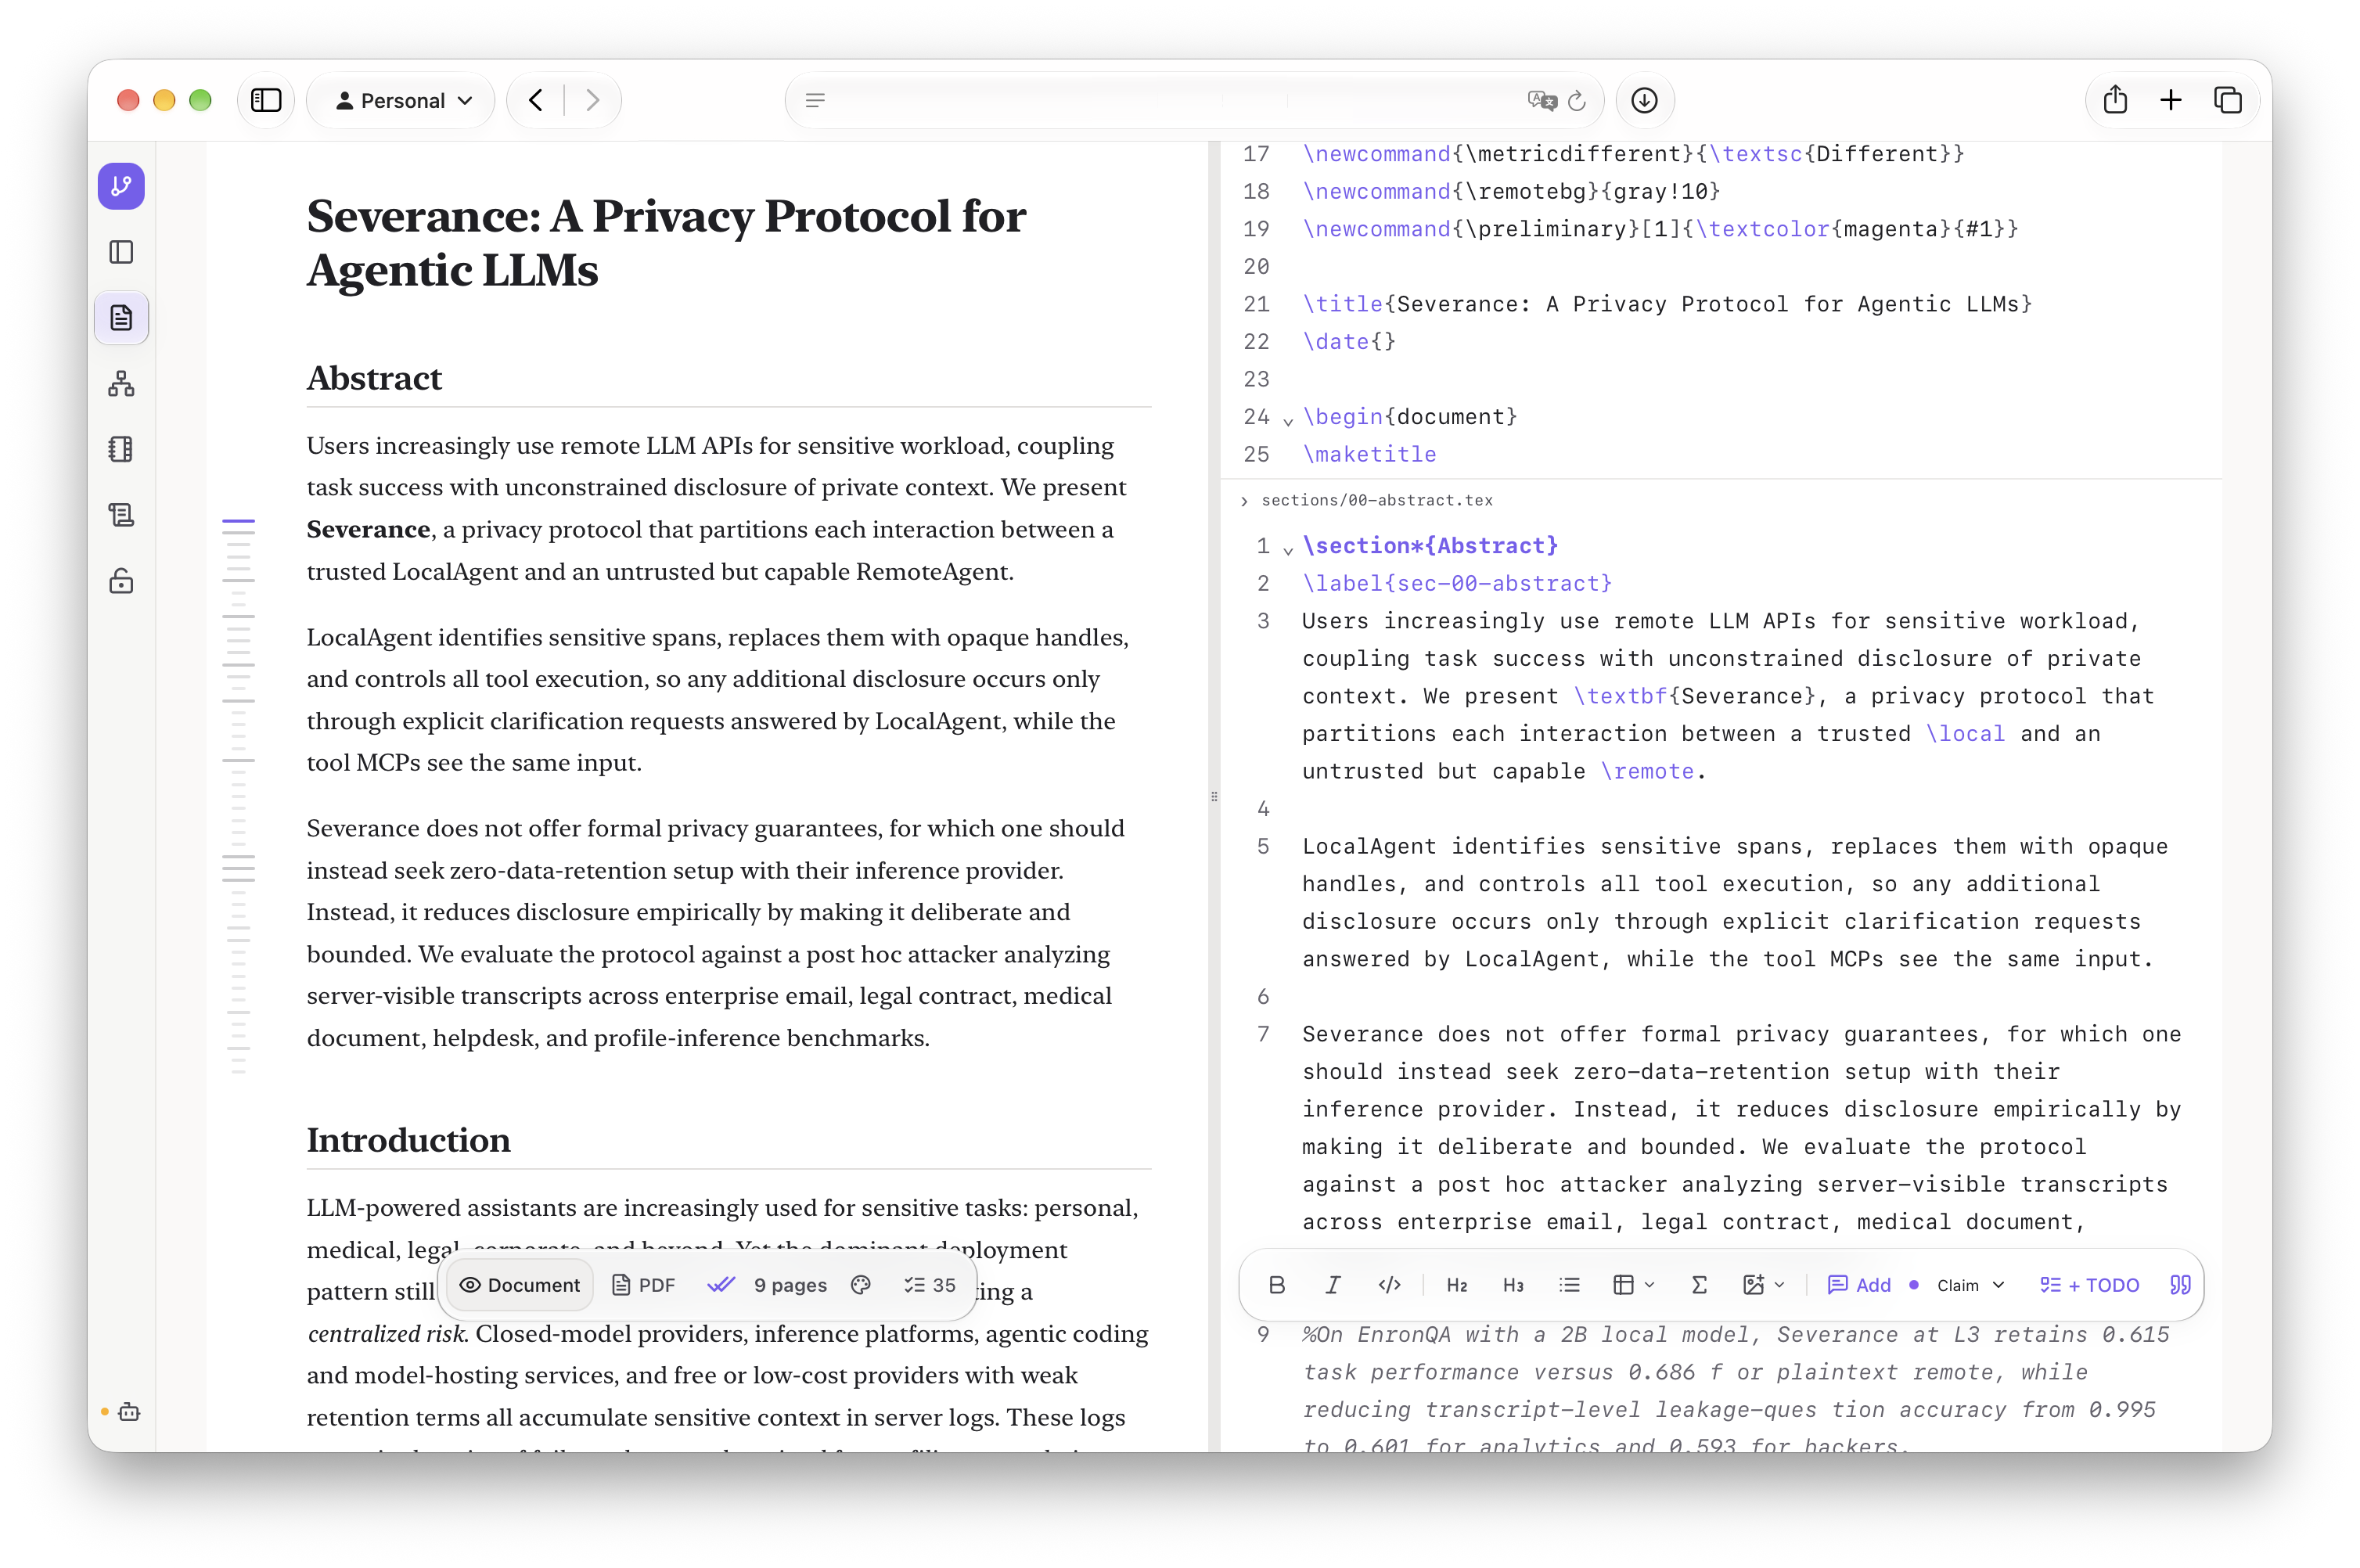 Personal
Severance: A Privacy Protocol for
Agentic LLMs
Abstract
Users increasingly use remote LLM APIs for sensitive workload, coupling
task success with unconstrained disclosure of private context. We present
Severance, a privacy protocol that partitions each interaction between a
trusted LocalAgent and an untrusted but capable RemoteAgent.
LocalAgent identifies sensitive spans, replaces them with opaque handles,
and controls all tool execution, so any additional disclosure occurs only
through explicit clarification requests answered by LocalAgent, while the
tool MCPs see the same input.
Severance does not offer formal privacy guarantees, for which one should
instead seek zero-data-retention setup with their inference provider.
Instead, it reduces disclosure empirically by making it deliberate and
bounded. We evaluate the protocol against a post hoc attacker analyzing
server-visible transcripts across enterprise email, legal contract, medical
document, helpdesk, and profile-inference benchmarks.
Introduction
LLM-powered assistants are increasingly used for sensitive tasks: personal,
medical, legal, corporate, and beyond. Yet the dominant deployment
pattern still
a
centralized risk. Closed-model providers, inference platforms, agentic coding
and model-hosting services, and free or low-cost providers with weak
retention terms all accumulate sensitive context in server logs. These logs
Document PDF 9 pages 35
17 \newcommand{\metricdifferent}{\textsc{Different}}
18 \newcommand{\remotebg}{gray!10}
19 \newcommand{\preliminary}[1]{\textcolor{magenta}{#1}}
20
21 \title{Severance: A Privacy Protocol for Agentic LLMs}
22 \date{}
23
24 \begin{document}
25 \maketitle
sections/00-abstract.tex
1 \section*{Abstract}
2 \label{sec-00-abstract}
3 Users increasingly use remote LLM APIs for sensitive workload,
coupling task success with unconstrained disclosure of private
context. We present \textbf{Severance}, a privacy protocol that
partitions each interaction between a trusted \local and an
untrusted but capable \remote.
4
5 LocalAgent identifies sensitive spans, replaces them with opaque
handles, and controls all tool execution, so any additional
disclosure occurs only through explicit clarification requests
answered by LocalAgent, while the tool MCPs see the same input.
6
7 Severance does not offer formal privacy guarantees, for which one
should instead seek zero-data-retention setup with their
inference provider. Instead, it reduces disclosure empirically by
making it deliberate and bounded. We evaluate the protocol
against a post hoc attacker analyzing server-visible transcripts
across enterprise email, legal contract, medical document,
B I </> H2 H3 Σ Add Claim + TODO
9 %On EnronQA with a 2B local model, Severance at L3 retains 0.615
task performance versus 0.686 f or plaintext remote, while
reducing transcript-level leakage-ques tion accuracy from 0.995
to 0.601 for analytics and 0.593 for hackers.